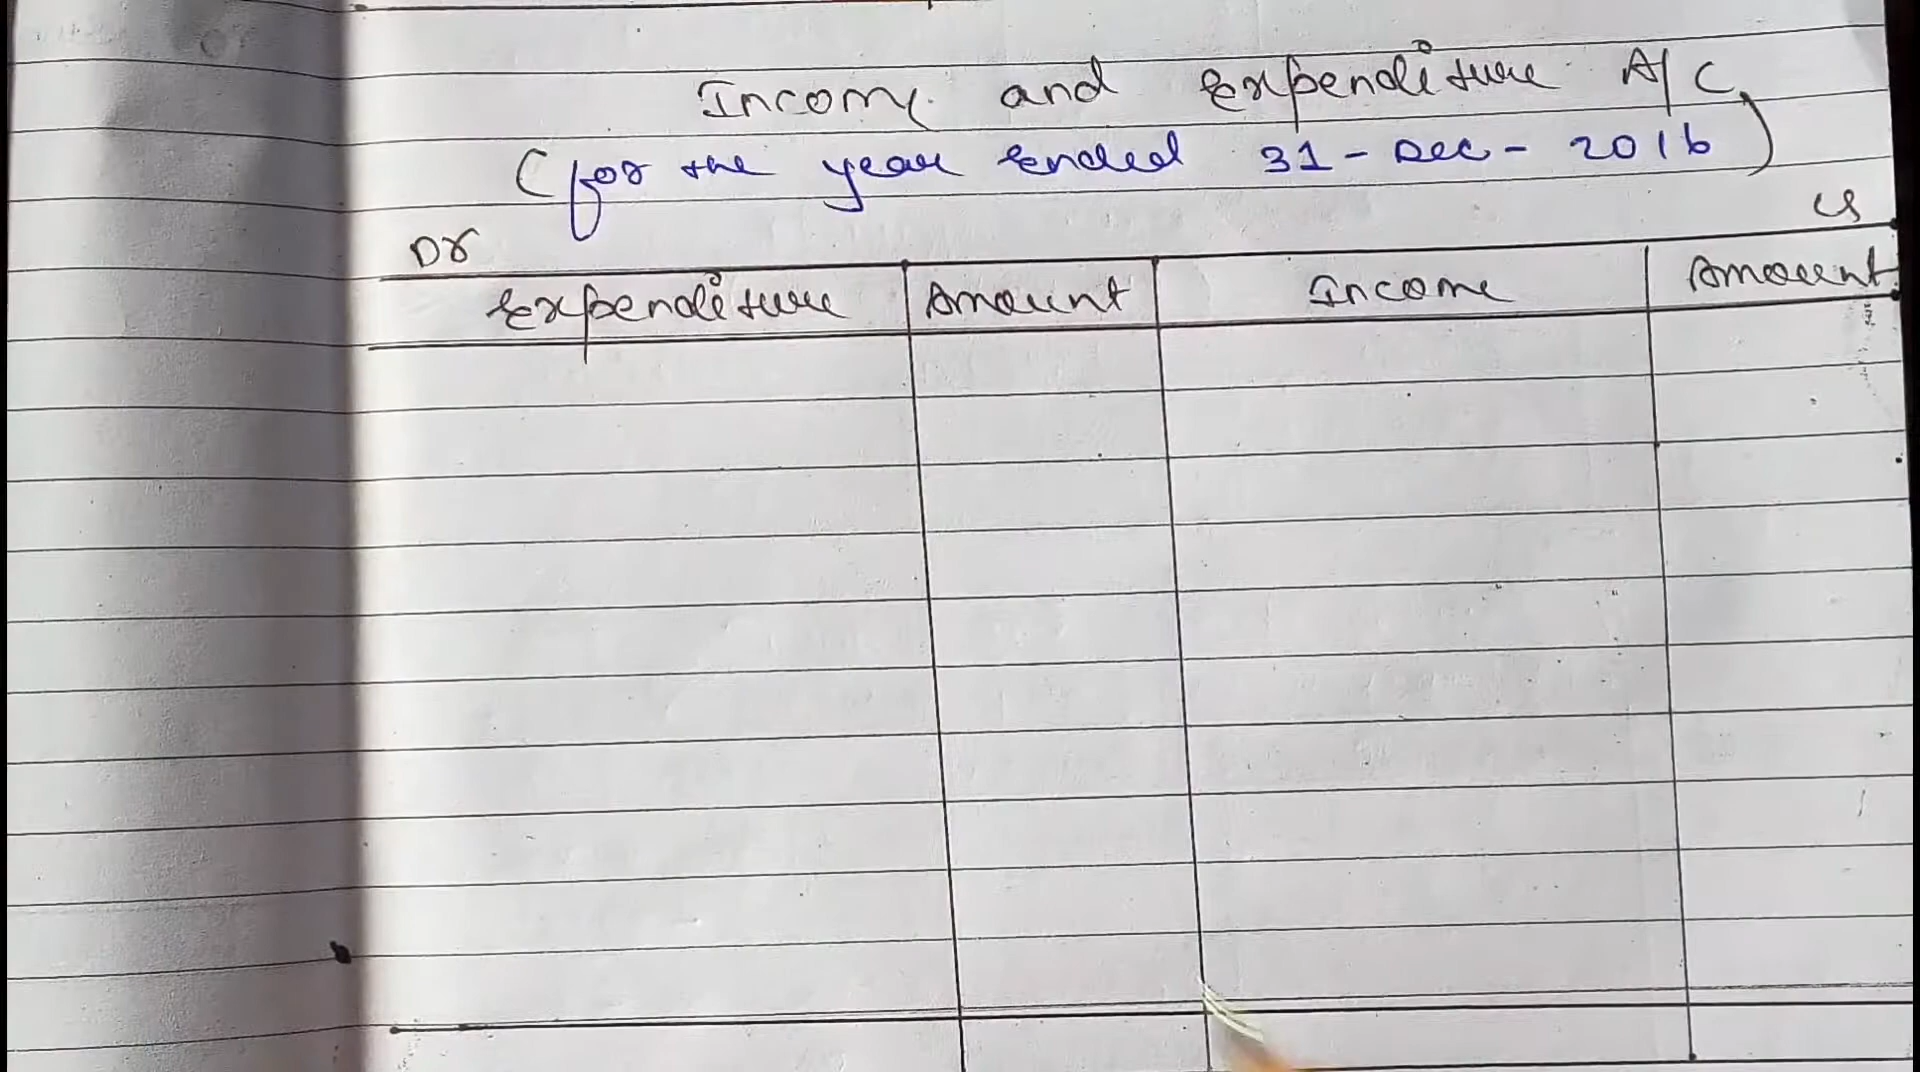 Income and Expenditure A/C
(for the year ended 31-Dec-2016)
Dr Cr
Expenditure Amount Income Amount